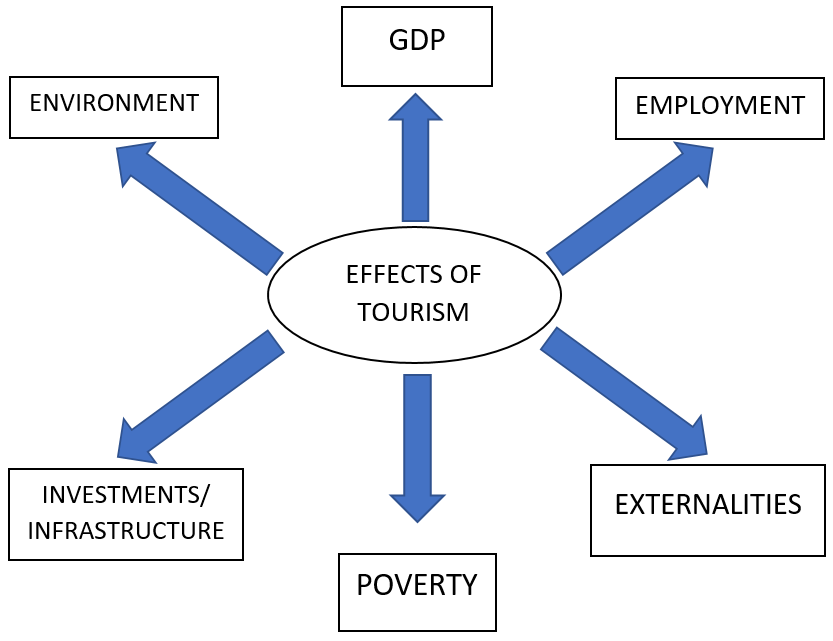 GDP
ENVIRONMENT
EMPLOYMENT
EFFECTS OF
TOURISM
INVESTMENTS/
INFRASTRUCTURE
EXTERNALITIES
POVERTY